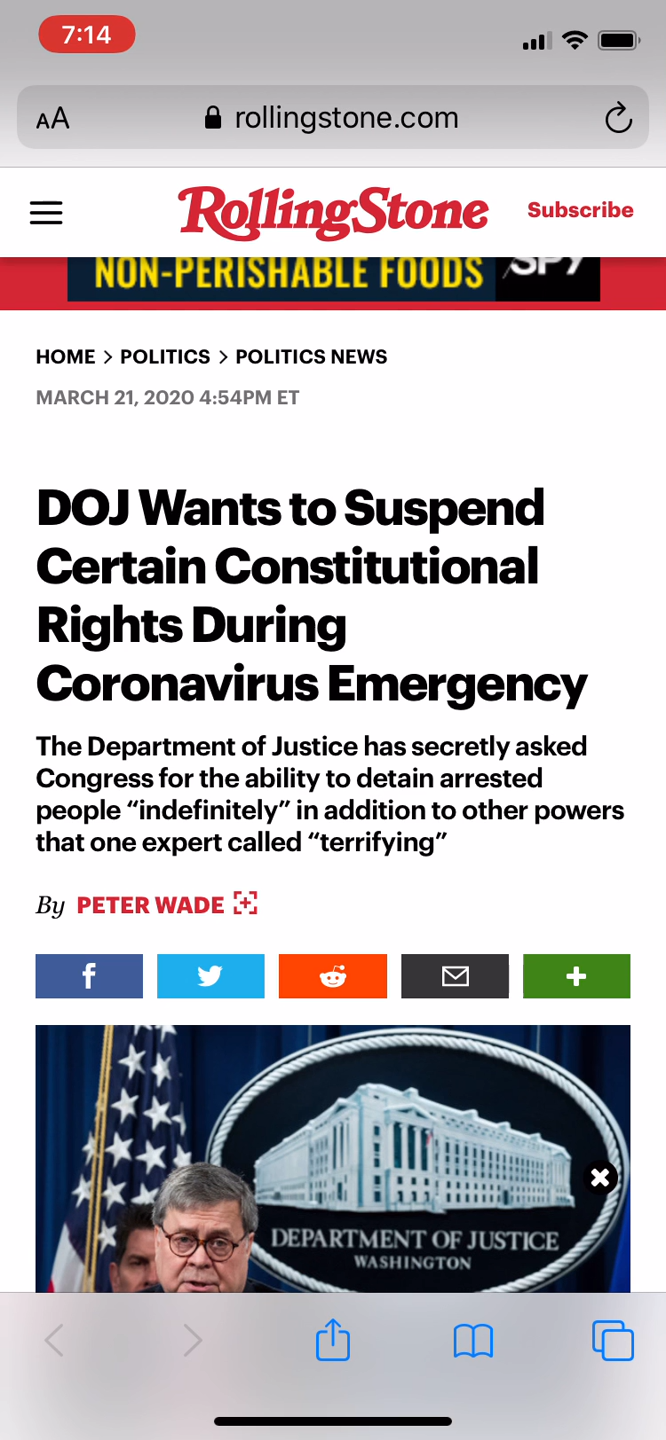 7:14
AA rollingstone.com
RollingStone Subscribe
NON-PERISHABLE FOODS SPY
HOME > POLITICS > POLITICS NEWS
MARCH 21, 2020 4:54PM ET
DOJ Wants to Suspend
Certain Constitutional
Rights During
Coronavirus Emergency
The Department of Justice has secretly asked
Congress for the ability to detain arrested
people “indefinitely” in addition to other powers
that one expert called “terrifying”
By PETER WADE
DEPARTMENT OF JUSTICE
WASHINGTON